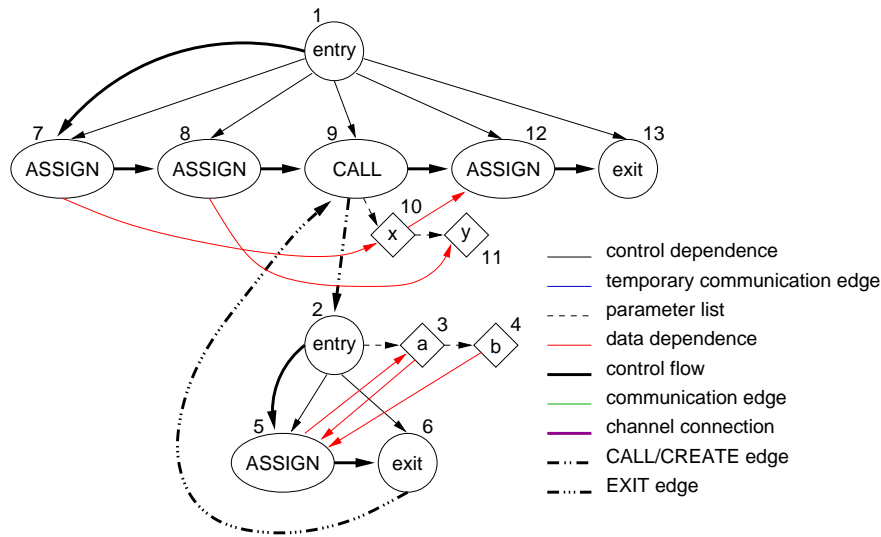 1
entry
7
8
9
12
13
ASSIGN
ASSIGN
CALL
ASSIGN
exit
10
x
y
11
2
3
4
entry
a
b
5
6
ASSIGN
exit
control dependence
temporary communication edge
parameter list
data dependence
control flow
communication edge
channel connection
CALL/CREATE edge
EXIT edge